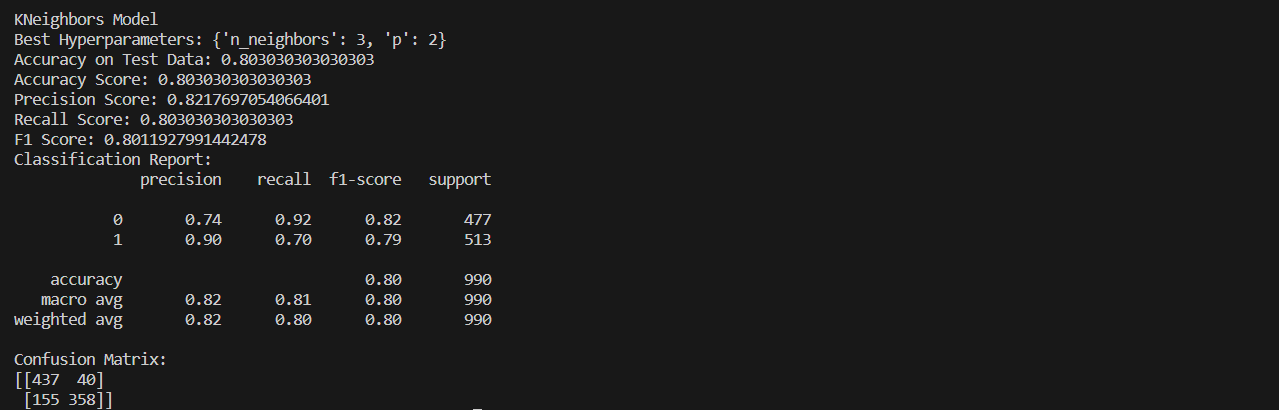 KNeighbors Model
Best Hyperparameters: {'n_neighbors': 3, 'p': 2}
Accuracy on Test Data: 0.803030303030303
Accuracy Score: 0.803030303030303
Precision Score: 0.8217697054066401
Recall Score: 0.803030303030303
F1 Score: 0.8011927991442478
Classification Report:
precision recall f1-score support
0 0.74 0.92 0.82 477
1 0.90 0.70 0.79 513
accuracy 0.80 990
macro avg 0.82 0.81 0.80 990
weighted avg 0.82 0.80 0.80 990
Confusion Matrix:
[[437 40]
[155 358]]